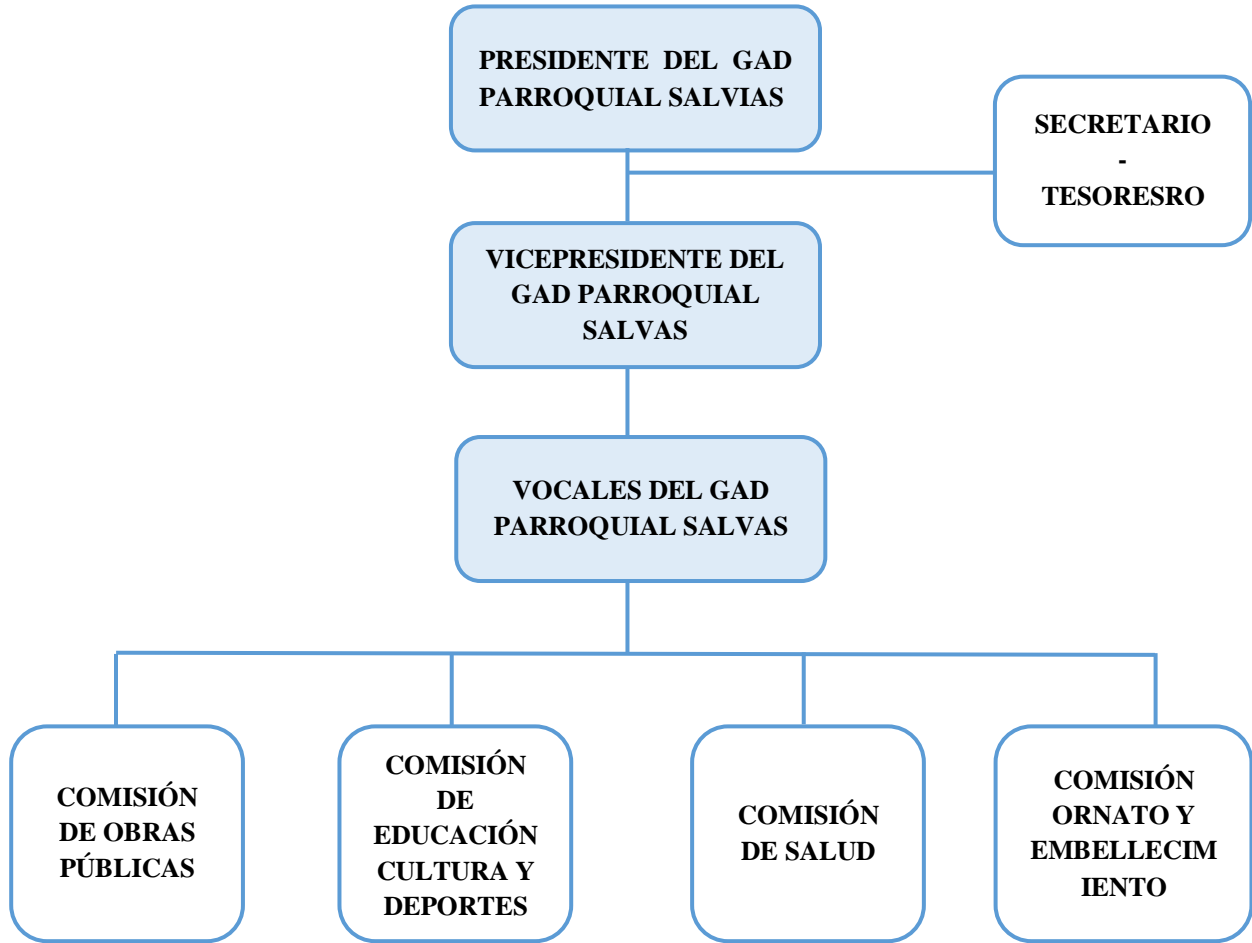 PRESIDENTE DEL GAD
PARROQUIAL SALVIAS
SECRETARIO
-
TESORESRO
VICEPRESIDENTE DEL
GAD PARROQUIAL
SALVAS
VOCALES DEL GAD
PARROQUIAL SALVAS
COMISIÓN
DE OBRAS
PÚBLICAS
COMISIÓN
DE
EDUCACIÓN
CULTURA Y
DEPORTES
COMISIÓN
DE SALUD
COMISIÓN
ORNATO Y
EMBELLECIM
IENTO